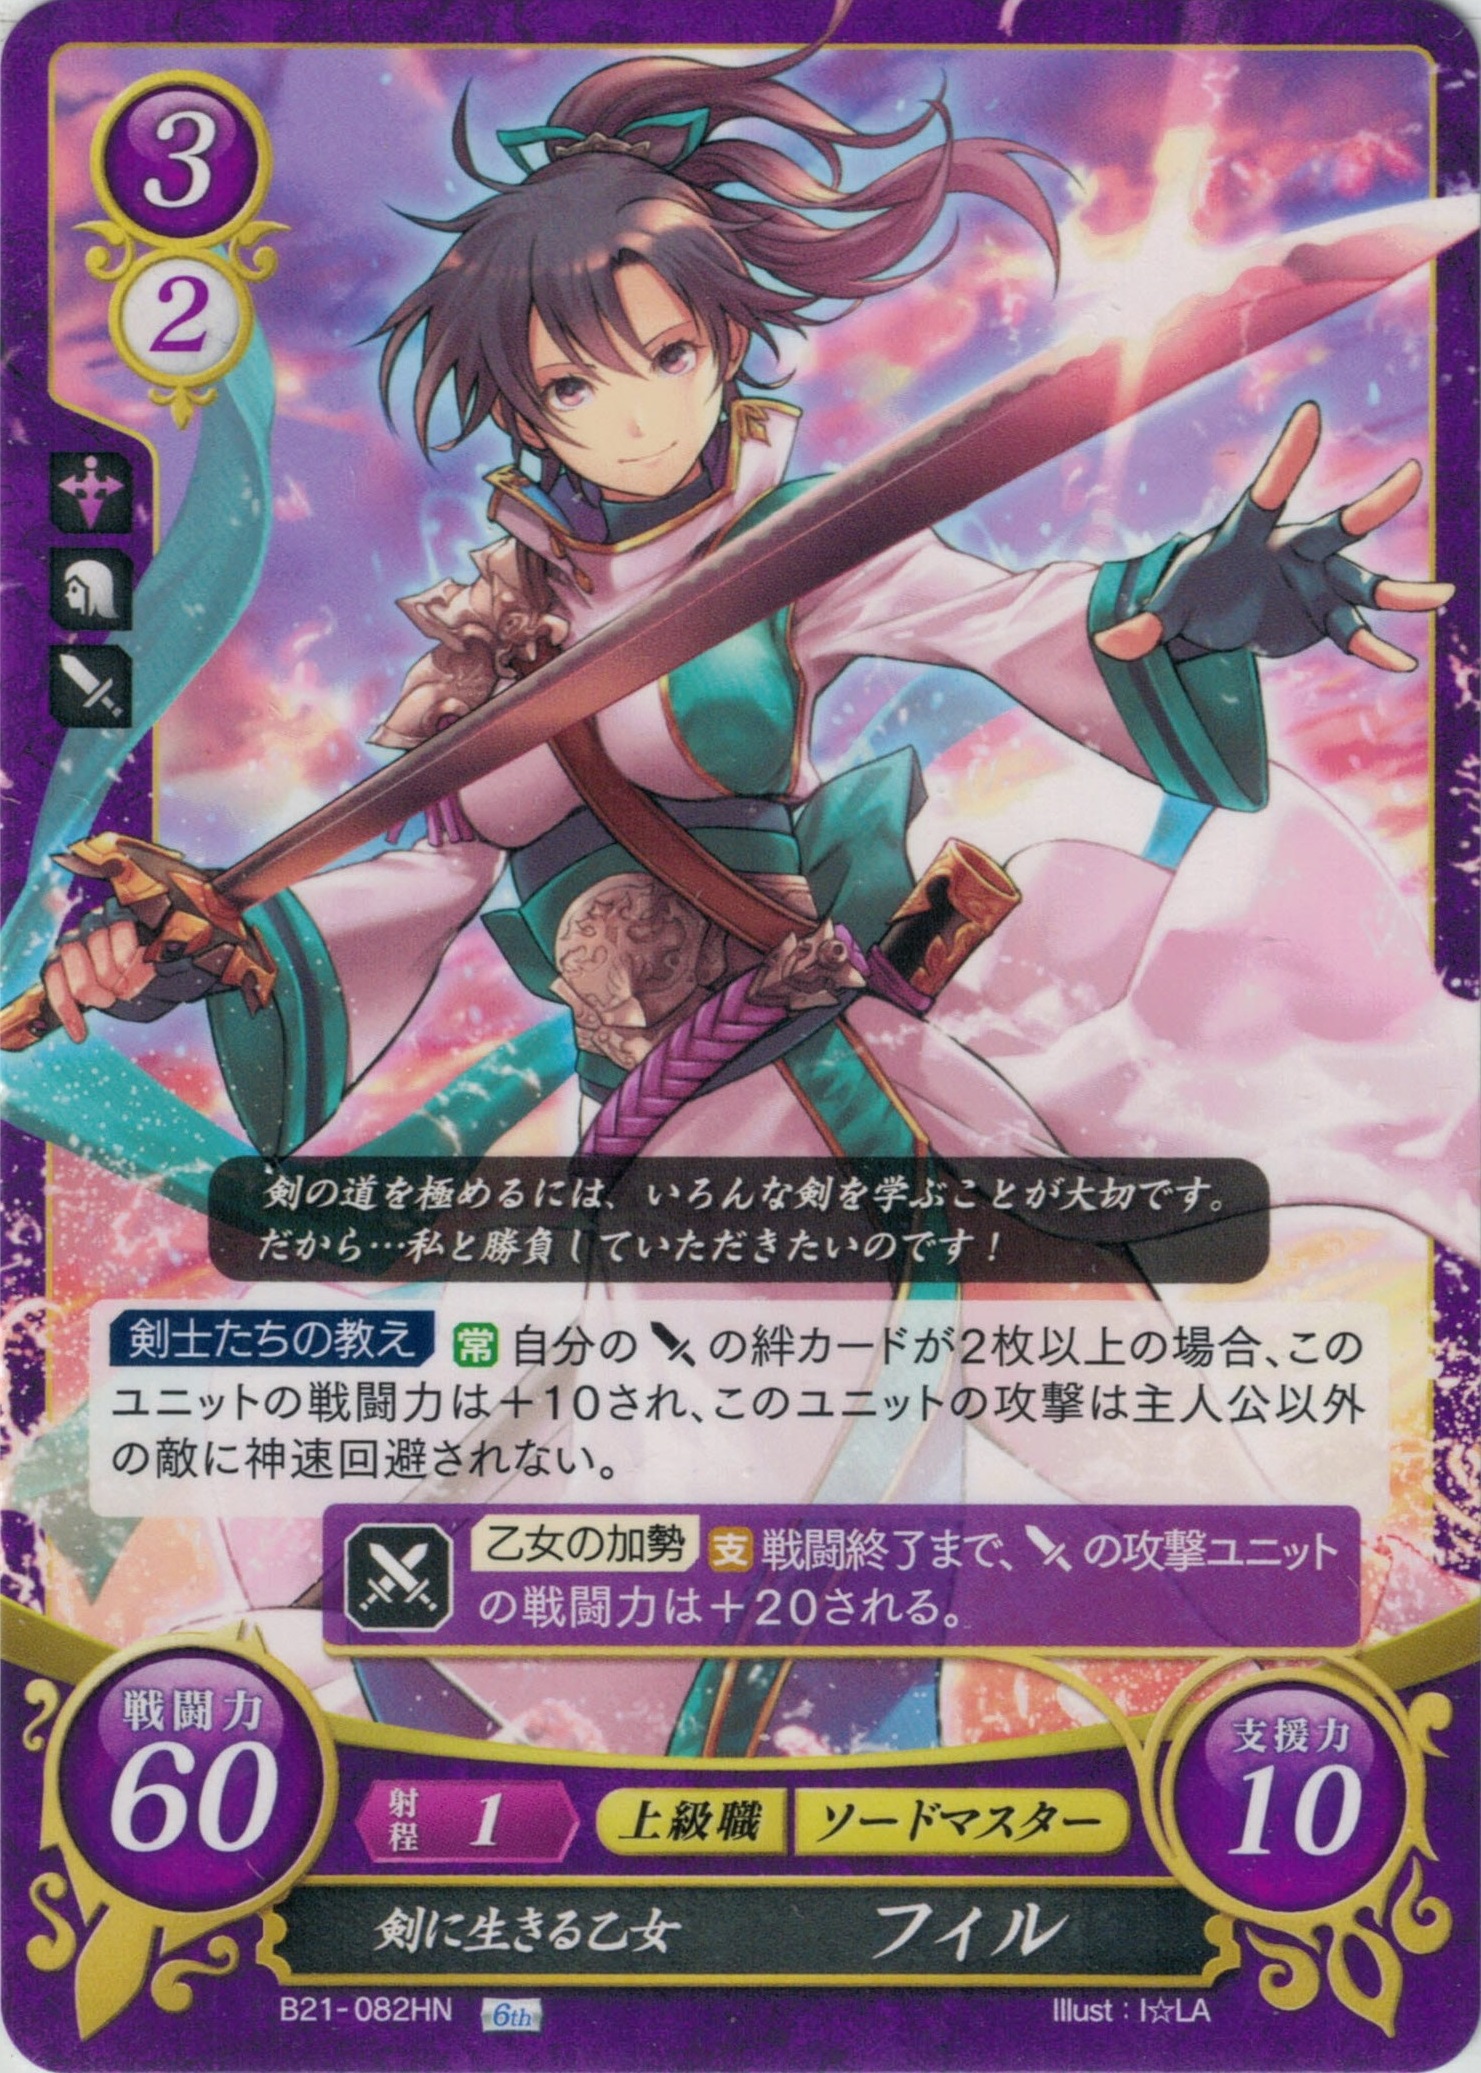 3
2
剣の道を極めるには、いろんな剣を学ぶことが大切です。
だから…私と勝負していただきたいのです！
剣士たちの教え 常 自分の の絆カードが2枚以上の場合、この
ユニットの戦闘力は＋10され、このユニットの攻撃は主人公以外
の敵に神速回避されない。
乙女の加勢 支 戦闘終了まで、 の攻撃ユニット
の戦闘力は＋20される。
戦闘力
60
射程 1
上級職 ソードマスター
支援力
10
剣に生きる乙女 フィル
B21-082HN 6th
Illust：I☆LA